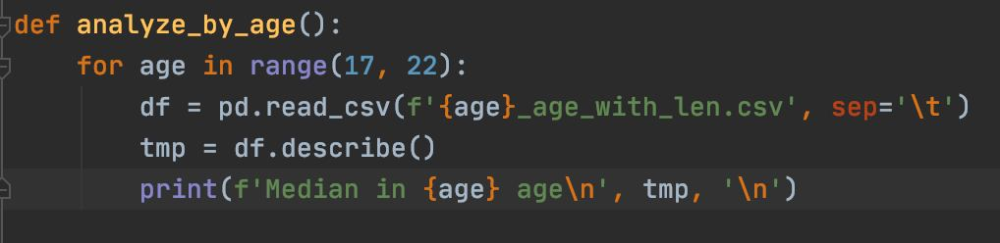 def analyze_by_age():
    for age in range(17, 22):
        df = pd.read_csv(f'{age}_age_with_len.csv', sep='\t')
        tmp = df.describe()
        print(f'Median in {age} age\n', tmp, '\n')